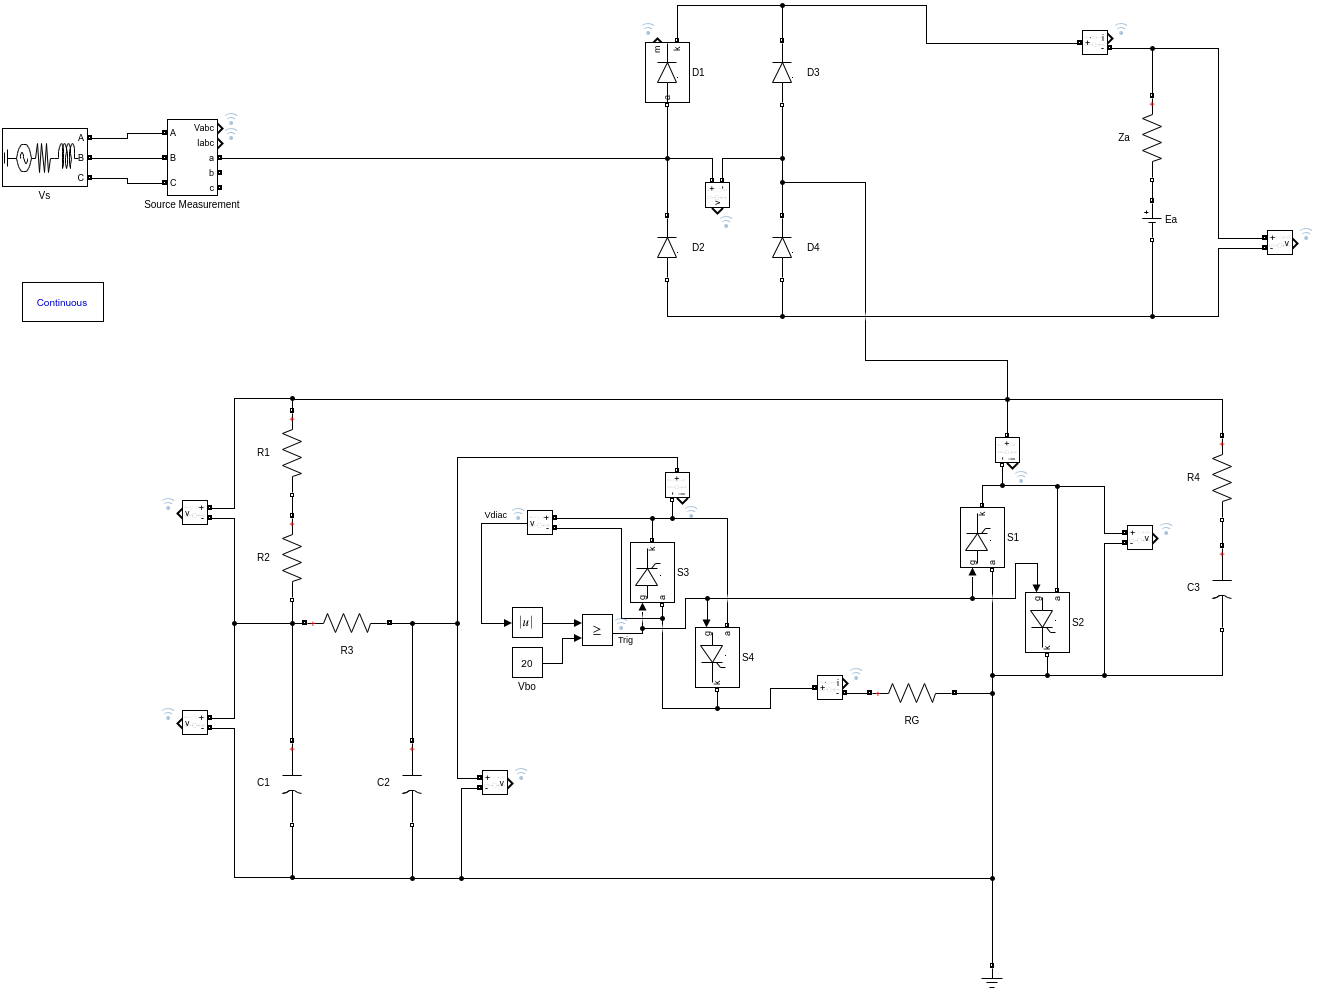 m k
a
D1
D3
i
+
-
Za
A
B
C
Vs
A
B
C
Vabc
Iabc
a
b
c
Source Measurement
+ -
v
D2
D4
+
Ea
+
-
v
Continuous
R1
R2
R3
v
+
-
v
+
-
C1
C2
+
-
Vdiac
v
+
-
k
g a
S3
|u|
≥
Trig
20
Vbo
g a
k
S4
+
-
v
+
-
i
RG
+
-
k
g a
S1
g a
k
S2
+
-
v
R4
C3